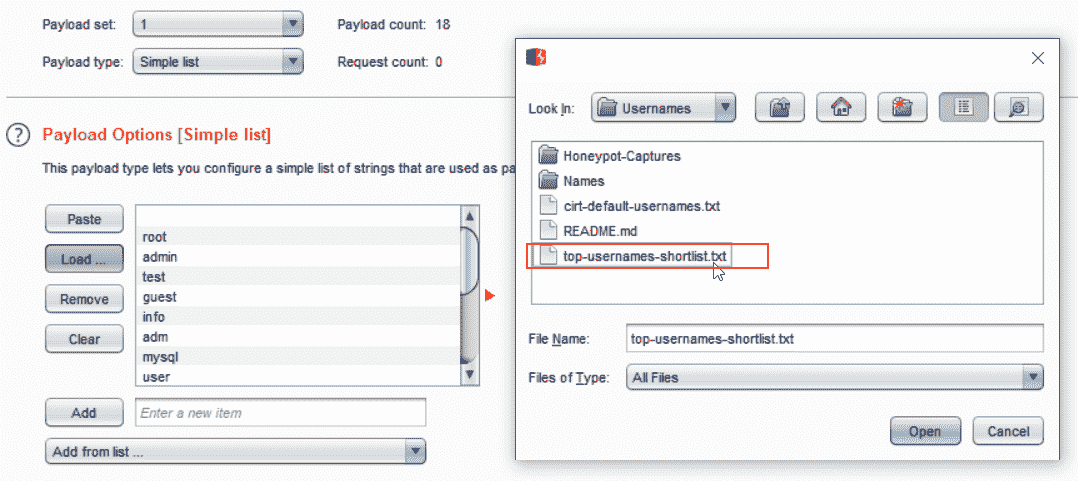 Payload set: 1 Payload count: 18
Payload type: Simple list Request count: 0
? Payload Options [Simple list]
This payload type lets you configure a simple list of strings that are used as pa
Paste
Load ...
Remove
Clear
root
admin
test
guest
info
adm
mysql
user
Add Enter a new item
Add from list ...
Look In: Usernames
Honeypot-Captures
Names
cirt-default-usernames.txt
README.md
top-usernames-shortlist.txt
File Name: top-usernames-shortlist.txt
Files of Type: All Files
Open Cancel